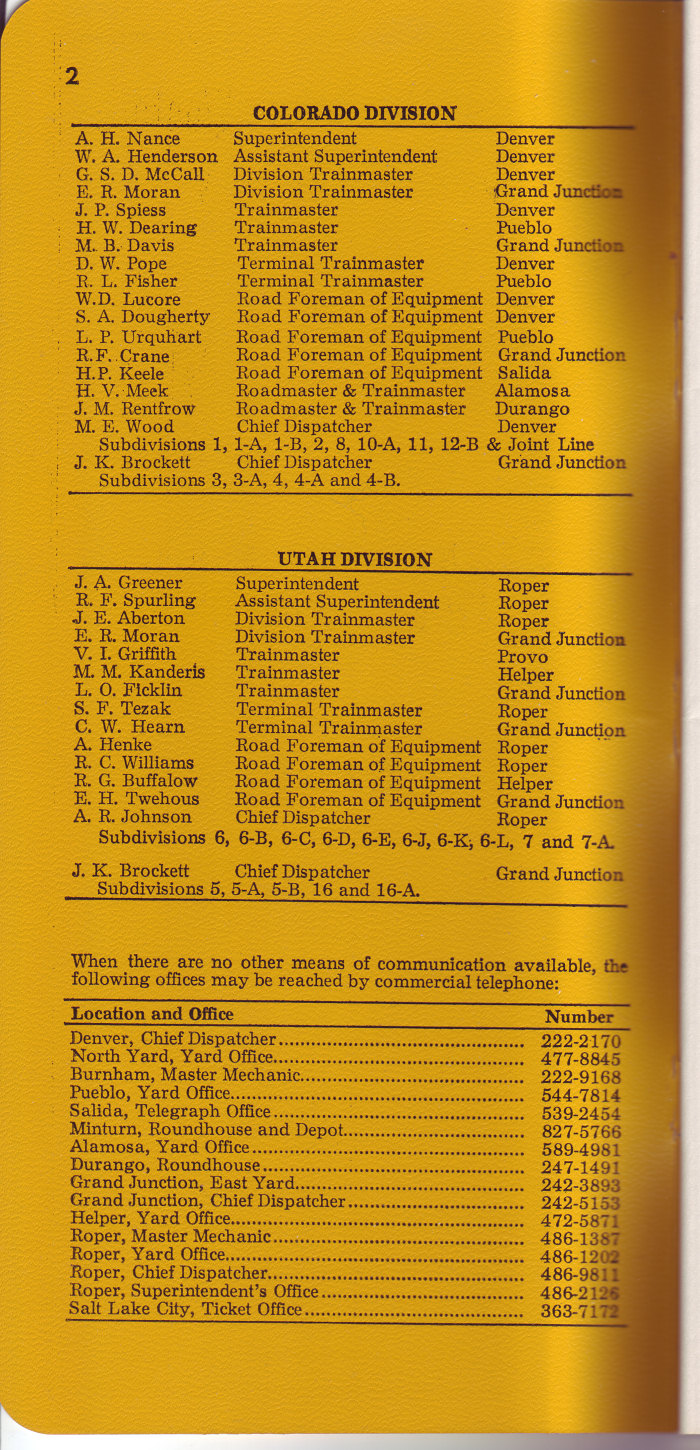 2
COLORADO DIVISION
A. H. Nance Superintendent Denver
W. A. Henderson Assistant Superintendent Denver
G. S. D. McCall Division Trainmaster Denver
E. R. Moran Division Trainmaster Grand Junction
J. P. Spiess Trainmaster Denver
H. W. Dearing Trainmaster Pueblo
M. B. Davis Trainmaster Grand Junction
D. W. Pope Terminal Trainmaster Denver
R. L. Fisher Terminal Trainmaster Pueblo
W.D. Lucore Road Foreman of Equipment Denver
S. A. Dougherty Road Foreman of Equipment Denver
L. P. Urquhart Road Foreman of Equipment Pueblo
R.F. Crane Road Foreman of Equipment Grand Junction
H.P. Keele Road Foreman of Equipment Salida
H. V. Meek Roadmaster & Trainmaster Alamosa
J. M. Rentfrow Roadmaster & Trainmaster Durango
M. E. Wood Chief Dispatcher Denver
Subdivisions 1, 1-A, 1-B, 2, 8, 10-A, 11, 12-B & Joint Line
J. K. Brockett Chief Dispatcher Grand Junction
Subdivisions 3, 3-A, 4, 4-A and 4-B.
UTAH DIVISION
J. A. Greener Superintendent Roper
R. F. Spurling Assistant Superintendent Roper
J. E. Aberton Division Trainmaster Roper
E. R. Moran Division Trainmaster Grand Junction
V. I. Griffith Trainmaster Provo
M. M. Kanderis Trainmaster Helper
L. O. Ficklin Trainmaster Grand Junction
S. F. Tezak Terminal Trainmaster Roper
C. W. Hearn Terminal Trainmaster Grand Junction
A. Henke Road Foreman of Equipment Roper
R. C. Williams Road Foreman of Equipment Roper
R. G. Buffalow Road Foreman of Equipment Helper
E. H. Twehous Road Foreman of Equipment Grand Junction
A. R. Johnson Chief Dispatcher Roper
Subdivisions 6, 6-B, 6-C, 6-D, 6-E, 6-J, 6-K, 6-L, 7 and 7-A.
J. K. Brockett Chief Dispatcher Grand Junction
Subdivisions 5, 5-A, 5-B, 16 and 16-A.
When there are no other means of communication available, the
following offices may be reached by commercial telephone:
Location and Office Number
Denver, Chief Dispatcher 222-2170
North Yard, Yard Office 477-8845
Burnham, Master Mechanic 222-9168
Pueblo, Yard Office 544-7814
Salida, Telegraph Office 539-2454
Minturn, Roundhouse and Depot 827-5766
Alamosa, Yard Office 589-4981
Durango, Roundhouse 247-1491
Grand Junction, East Yard 242-3893
Grand Junction, Chief Dispatcher 242-5153
Helper, Yard Office 472-5871
Roper, Master Mechanic 486-1387
Roper, Yard Office 486-1202
Roper, Chief Dispatcher 486-9811
Roper, Superintendent's Office 486-2126
Salt Lake City, Ticket Office 363-7172